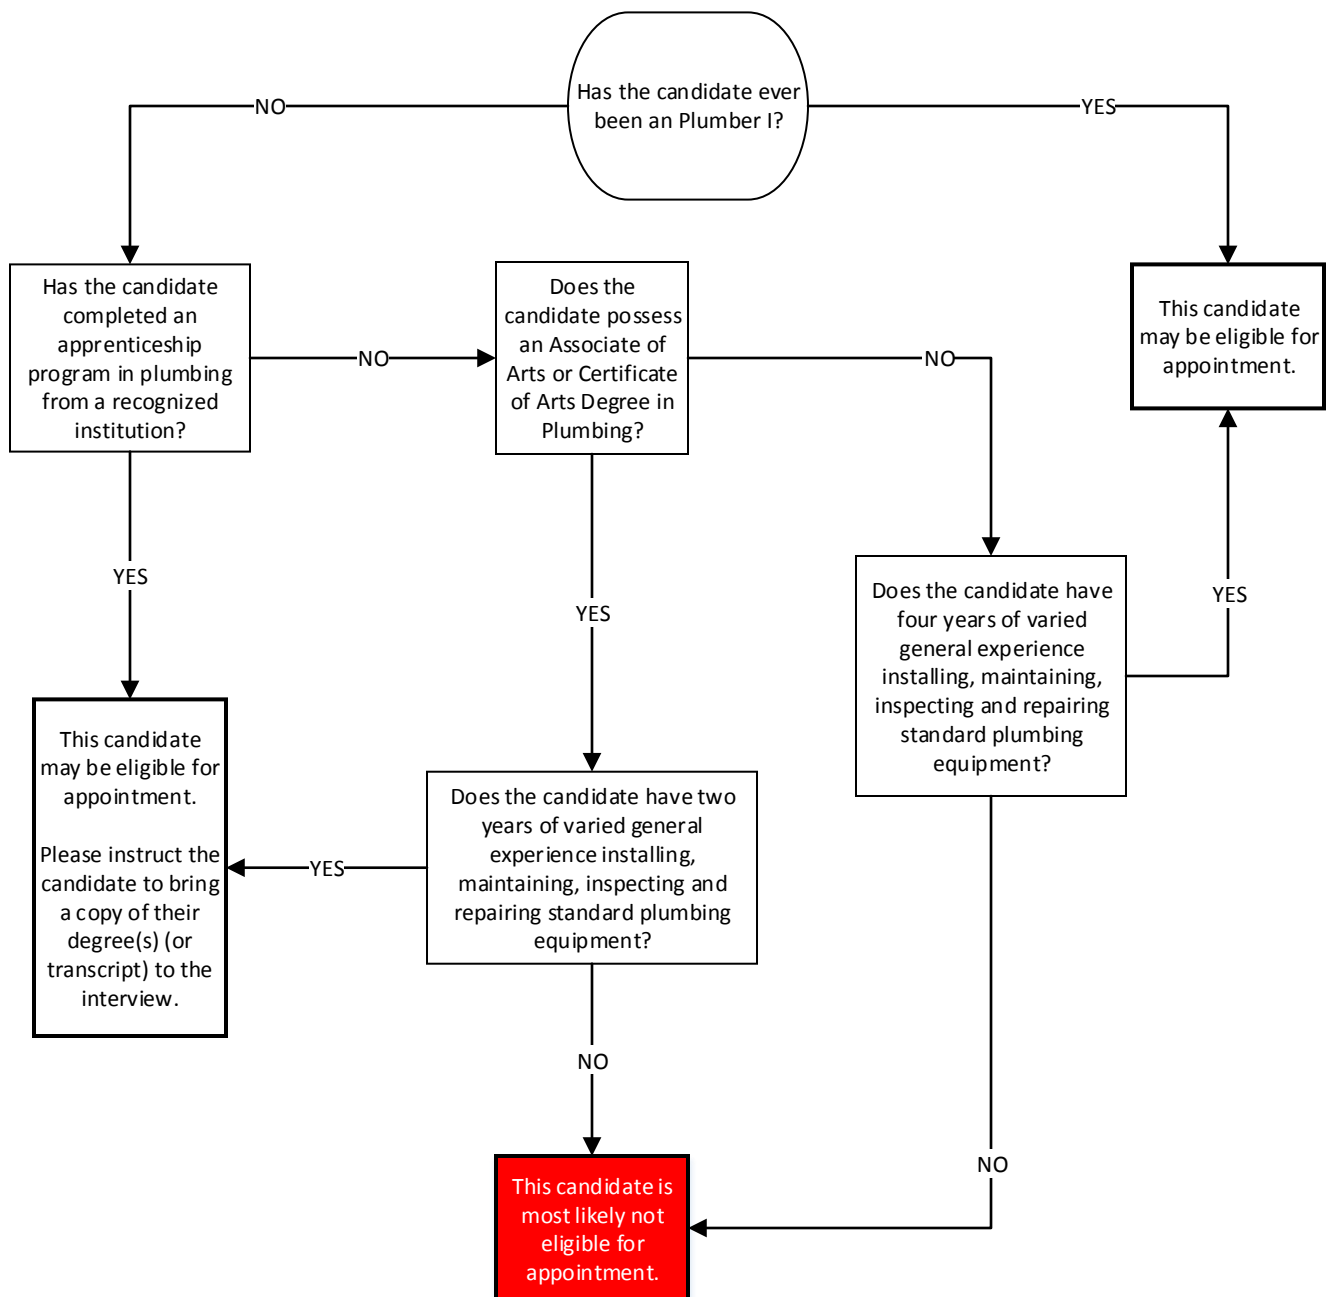 Has the candidate ever
been an Plumber I?
NO
YES
Has the candidate
completed an
apprenticeship
program in plumbing
from a recognized
institution?
NO
Does the
candidate possess
an Associate of
Arts or Certificate
of Arts Degree in
Plumbing?
NO
This candidate
may be eligible for
appointment.
YES
YES
Does the candidate have
four years of varied
general experience
installing, maintaining,
inspecting and repairing
standard plumbing
equipment?
YES
This candidate
may be eligible for
appointment.
Please instruct the
candidate to bring
a copy of their
degree(s) (or
transcript) to the
interview.
YES
Does the candidate have two
years of varied general
experience installing,
maintaining, inspecting and
repairing standard plumbing
equipment?
NO
NO
This candidate is
most likely not
eligible for
appointment.